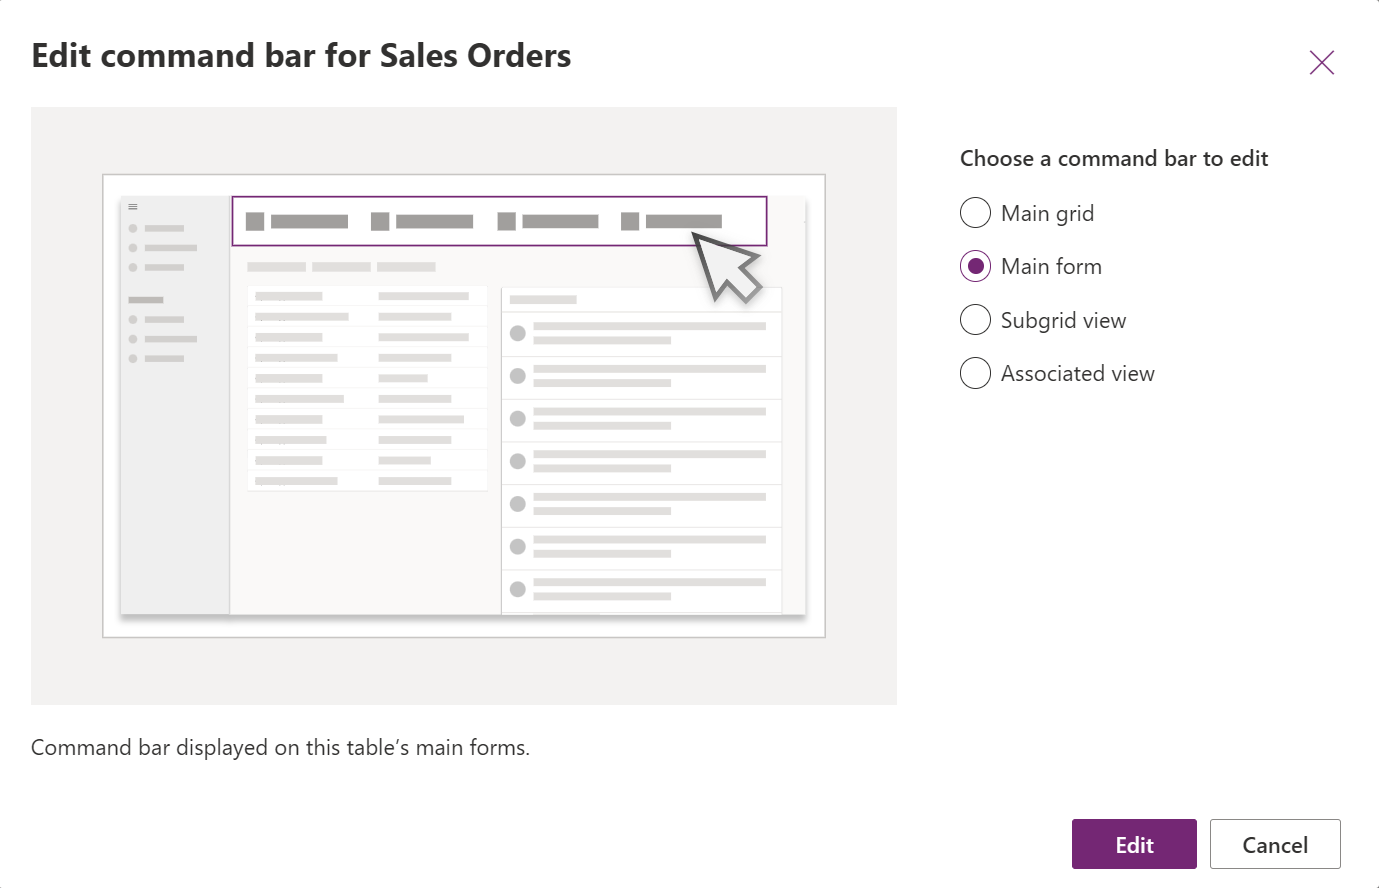 Edit command bar for Sales Orders
Choose a command bar to edit
Main grid
Main form
Subgrid view
Associated view
Command bar displayed on this table’s main forms.
Edit
Cancel